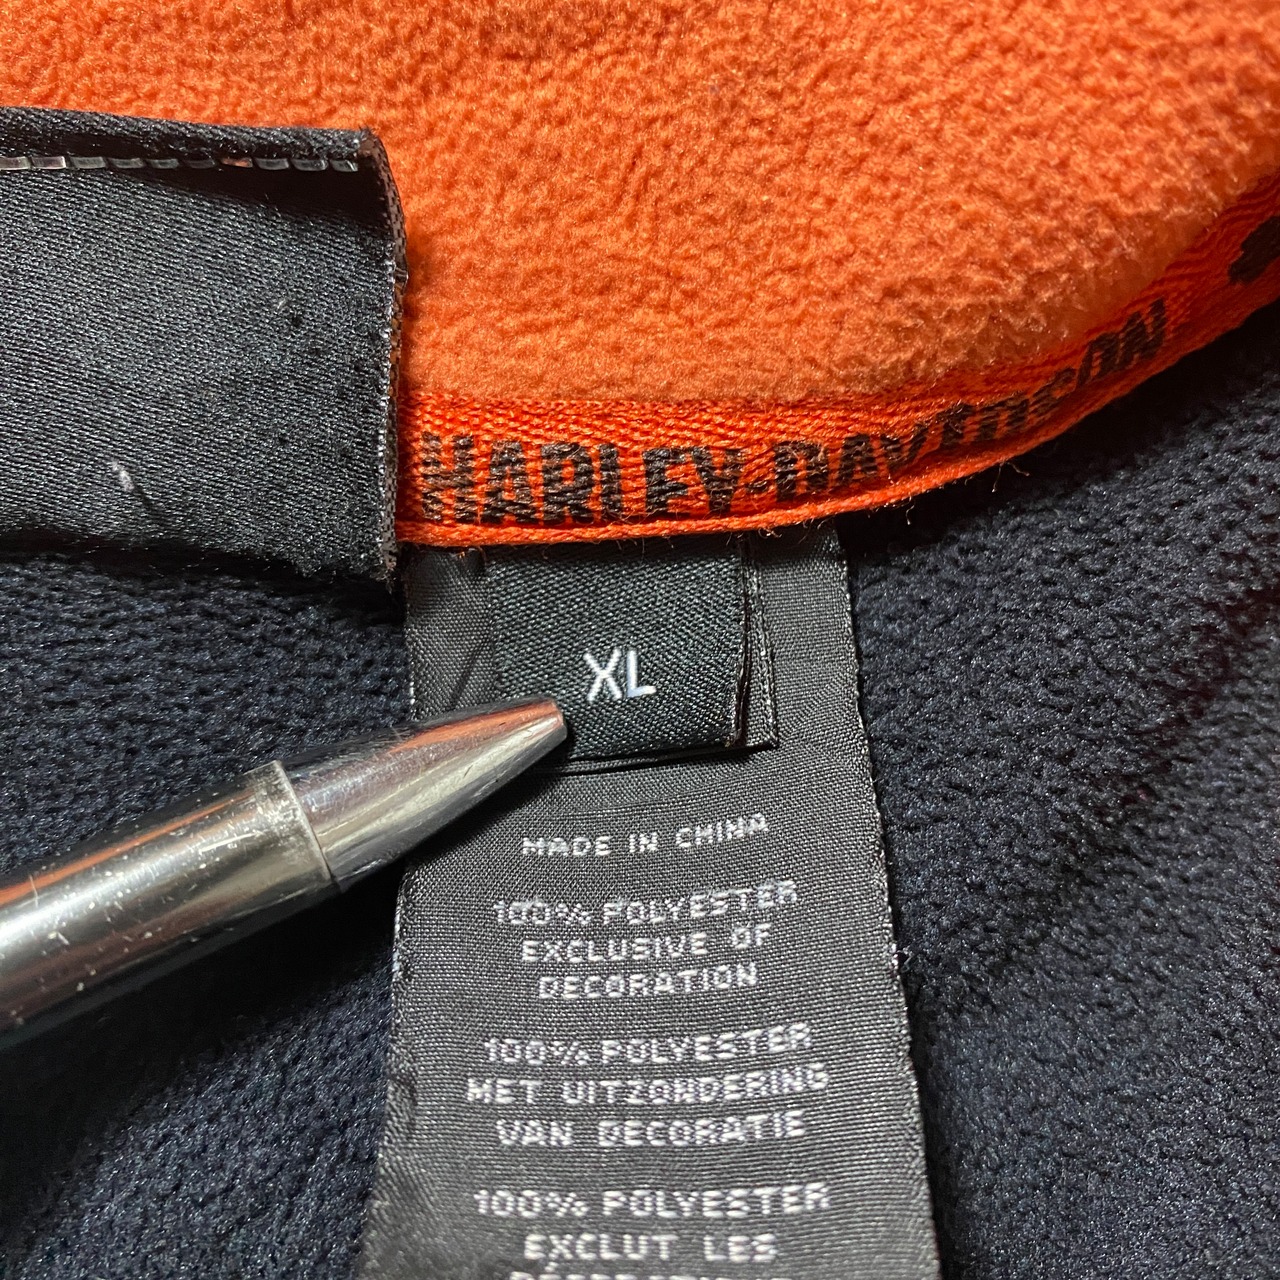 HARLEY-DAVIDSON
XL
MADE IN CHINA
100% POLYESTER
EXCLUSIVE OF
DECORATION
100% POLYESTER
MET UITZONDERING
VAN DECORATIE
100% POLYESTER
EXCLUT LES